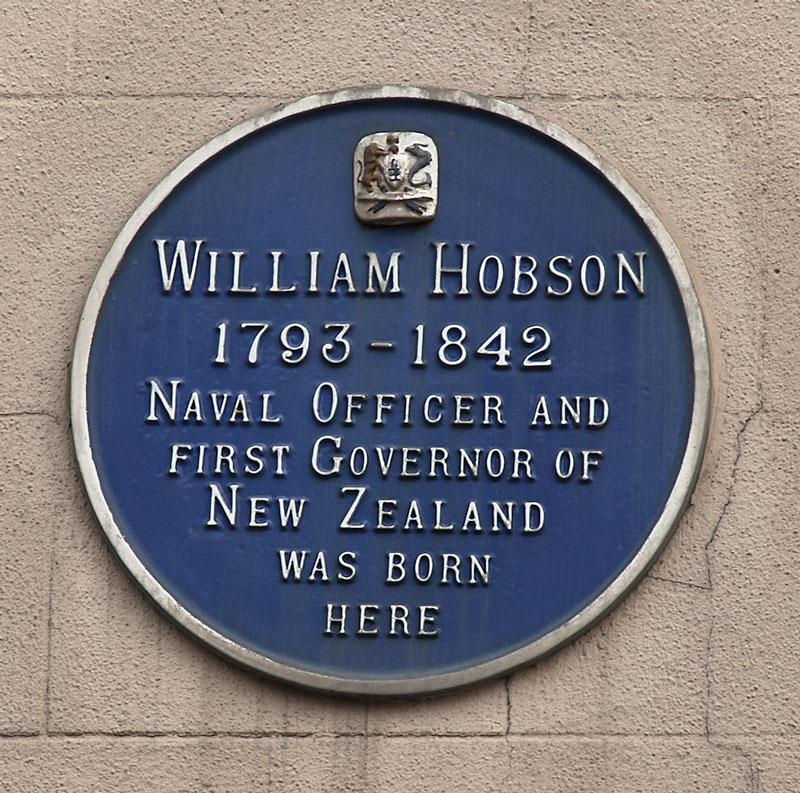 William Hobson
1793 - 1842
Naval Officer and
first Governor of
New Zealand
was born
here